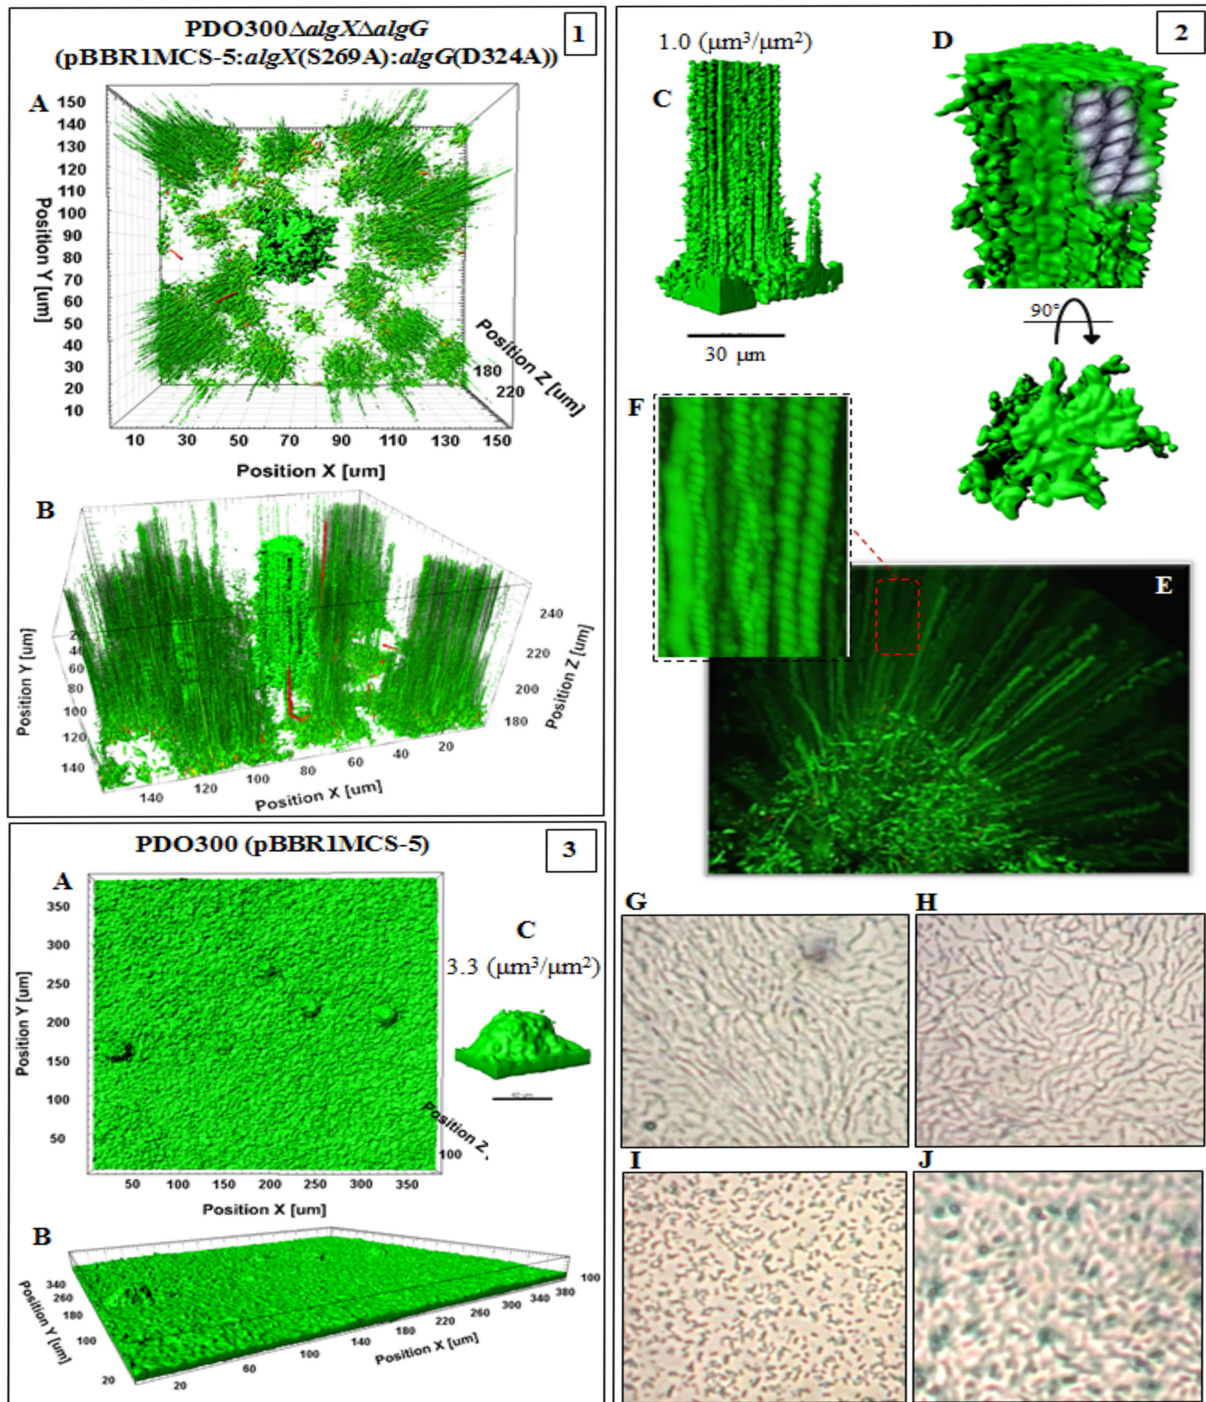 PDO300ΔalgXΔalgG
(pBBR1MCS-5:algX(S269A):algG(D324A))
1
A
150
140
130
120
110
100
90
80
70
60
50
40
30
20
10
Position Y [um]
10 30 50 70 90 110 130 150
Position X [um]
180
220
Position Z [um]
B
20
40
60
80
100
120
140
Position Y [um]
140 120 100 80 60 40 20
Position X [um]
180
200
220
240
Position Z [um]
2
1.0 (μm³/μm²)
C
30 μm
D
90°
F
E
G
H
I
J
PDO300 (pBBR1MCS-5)
3
A
350
300
250
200
150
100
50
Position Y [um]
50 100 150 200 250 300 350
Position X [um]
100
Position Z
C
3.3 (μm³/μm²)
B
340
260
180
100
20
Position Y [um]
20 60 100 140 180 220 260 300 340 380
Position X [um]
100